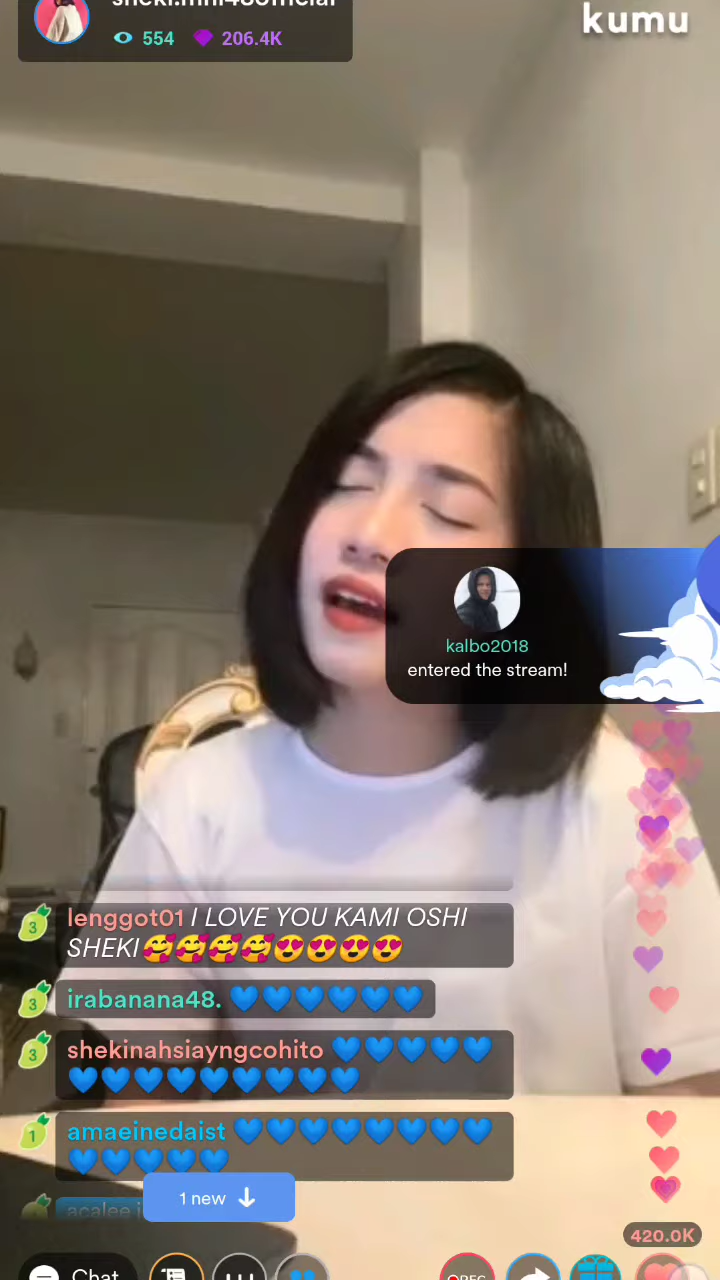 kumu
554 206.4K
kalbo2018
entered the stream!
lenggot01 I LOVE YOU KAMI OSHI
SHEKI🥰🥰🥰🥰😍😍😍😍
3
irabanana48. 💙💙💙💙💙💙
3
shekinahsiayngcohito 💙💙💙💙💙
💙💙💙💙💙💙💙💙💙
3
amaeinedaist 💙💙💙💙💙💙💙💙
💙💙💙💙💙
1
1 new
420.0K
Chat